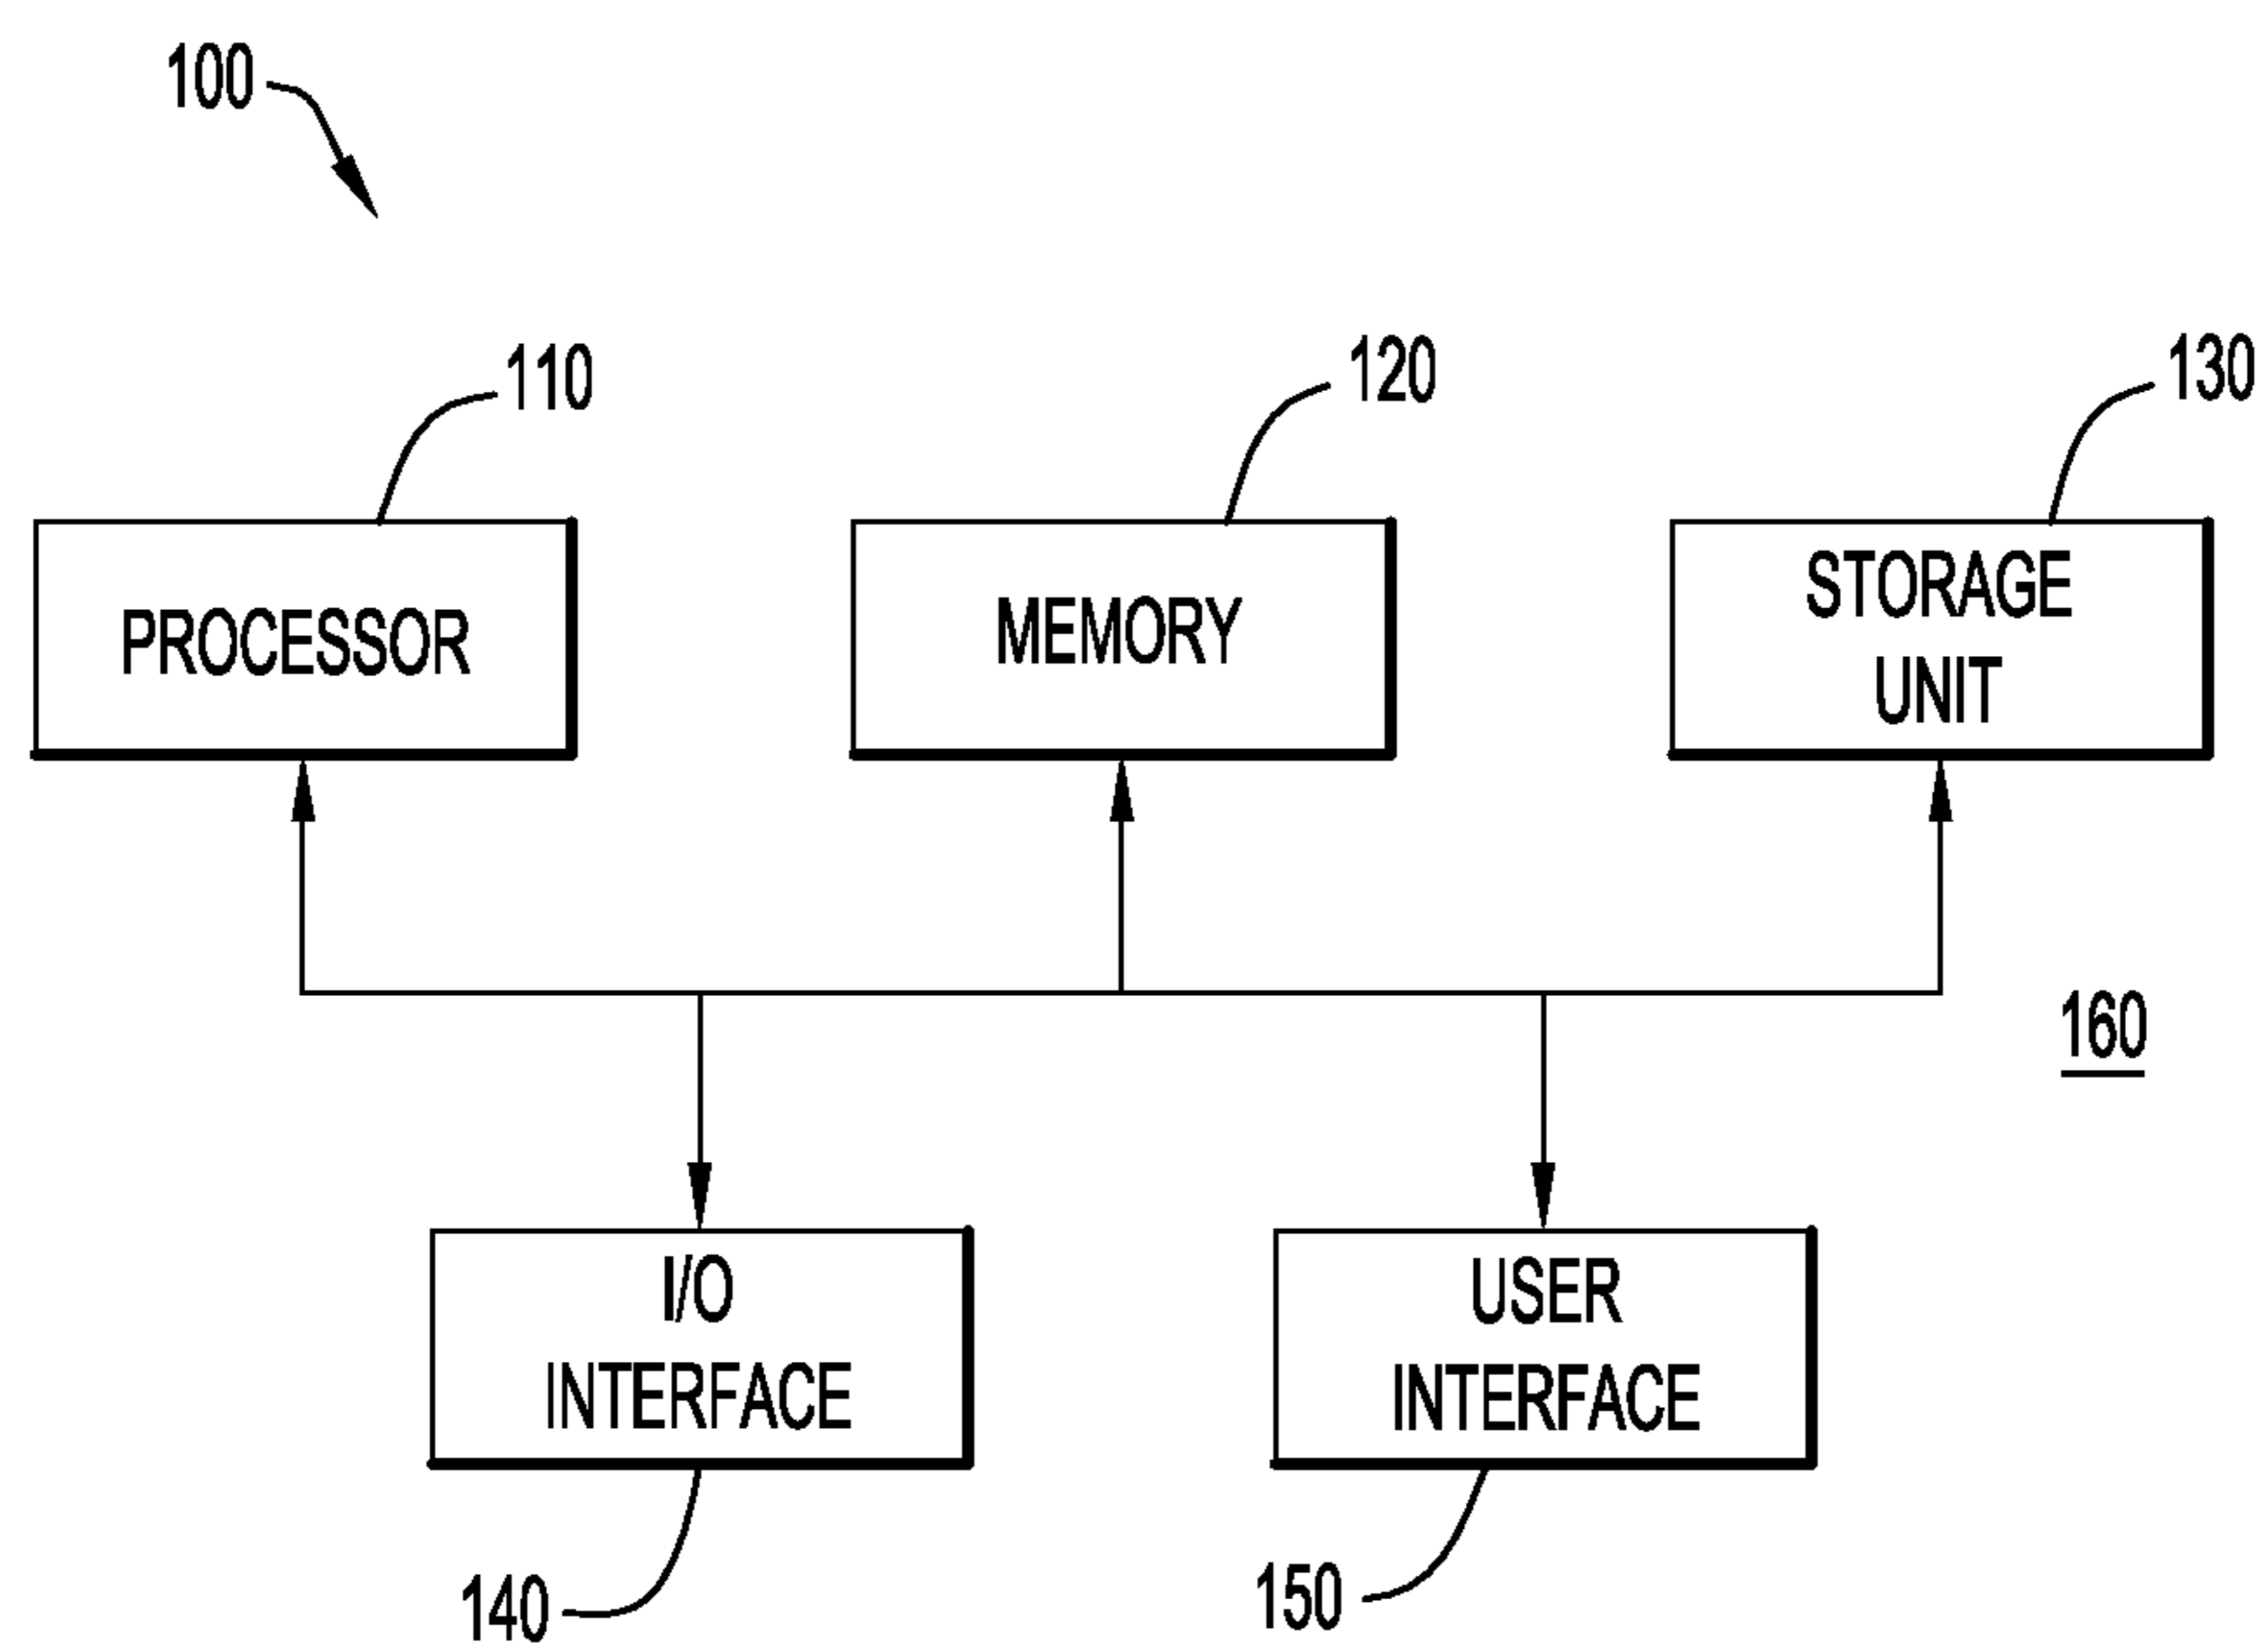 100
110
120
130
PROCESSOR
MEMORY
STORAGE
UNIT
160
I/O
INTERFACE
USER
INTERFACE
140
150